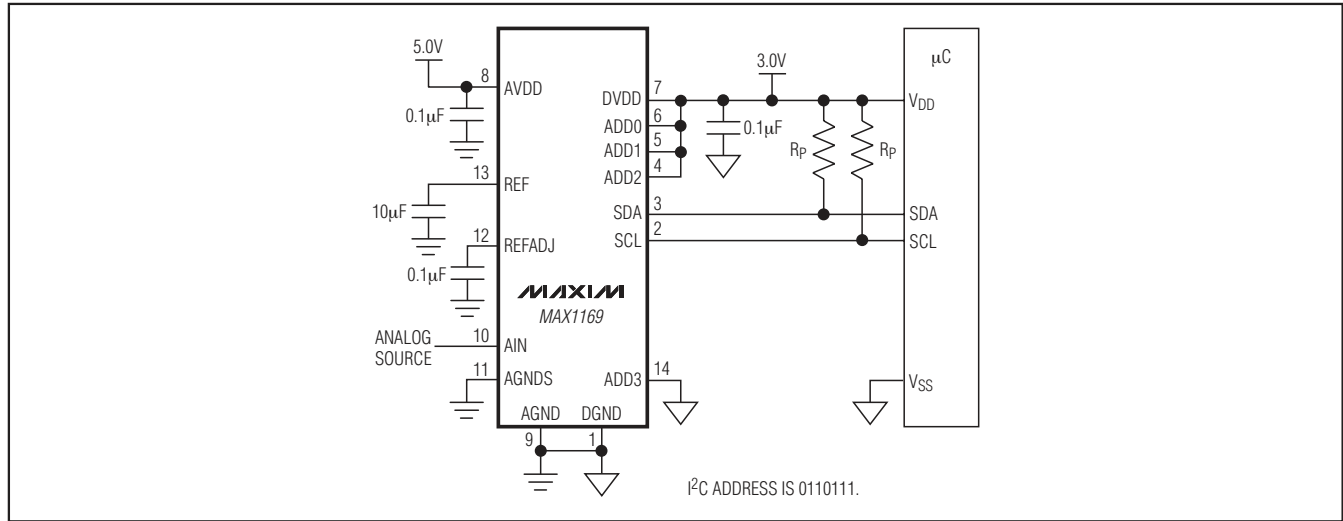 5.0V
8
AVDD
0.1µF
13
REF
10µF
12
REFADJ
0.1µF
MAXIM
MAX1169
ANALOG
SOURCE
10
AIN
11
AGNDS
AGND
DGND
9
1
7
DVDD
6
ADD0
5
ADD1
4
ADD2
3
SDA
2
SCL
14
ADD3
3.0V
0.1µF
RP
RP
µC
VDD
SDA
SCL
VSS
I²C ADDRESS IS 0110111.